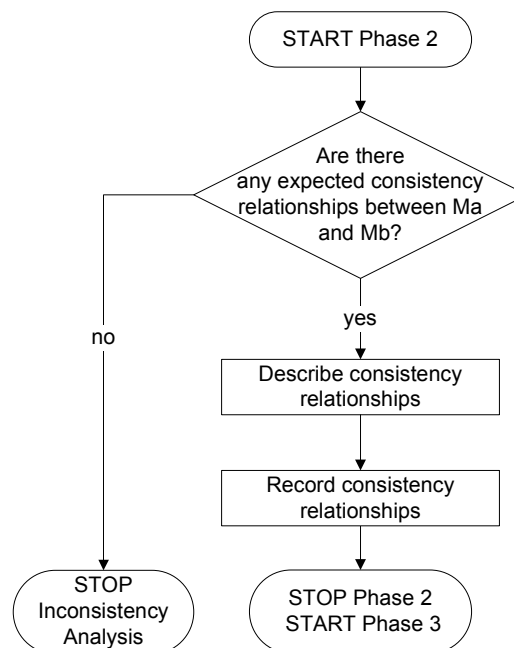 START Phase 2
Are there
any expected consistency
relationships between Ma
and Mb?
no
yes
Describe consistency
relationships
Record consistency
relationships
STOP
Inconsistency
Analysis
STOP Phase 2
START Phase 3